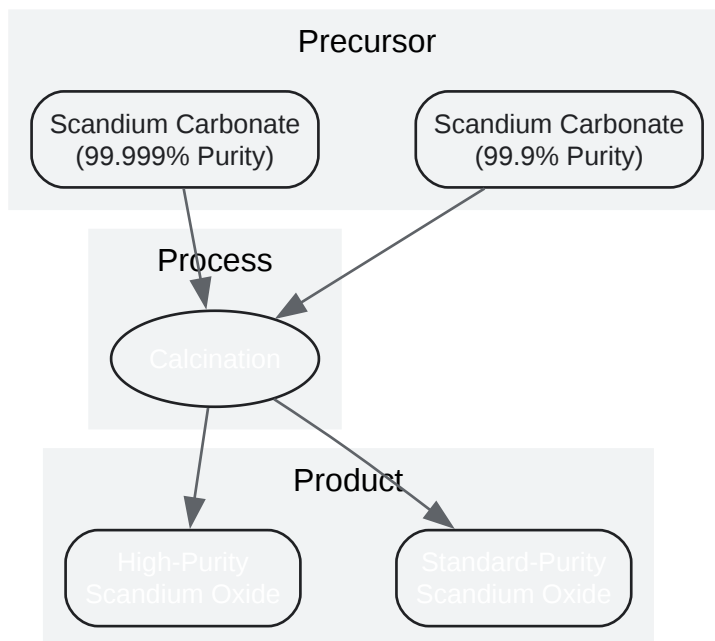 Precursor
Scandium Carbonate
(99.999% Purity)
Scandium Carbonate
(99.9% Purity)
Process
Calcination
Product
High-Purity
Scandium Oxide
Standard-Purity
Scandium Oxide